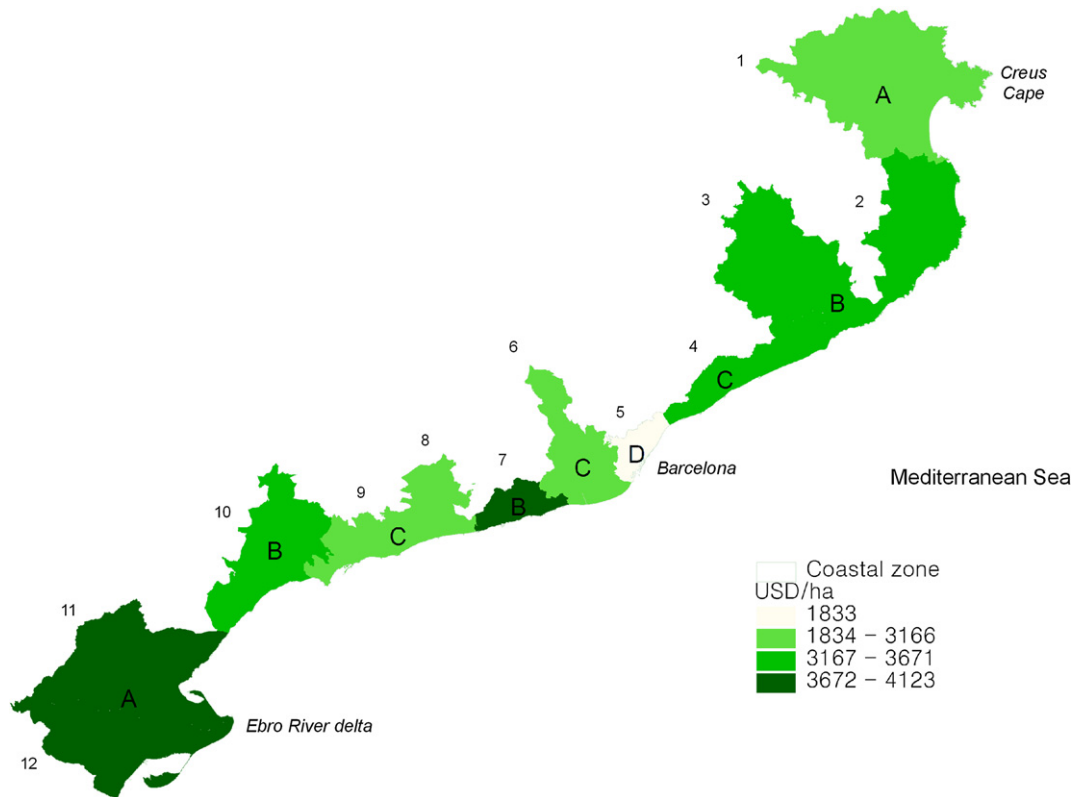 1
Creus
Cape
A
3
2
B
6
4
C
5
8
7
D
C
Barcelona
9
Mediterranean Sea
10
B
C
B
Coastal zone
USD/ha
11
1833
1834 - 3166
3167 - 3671
3672 - 4123
A
Ebro River delta
12